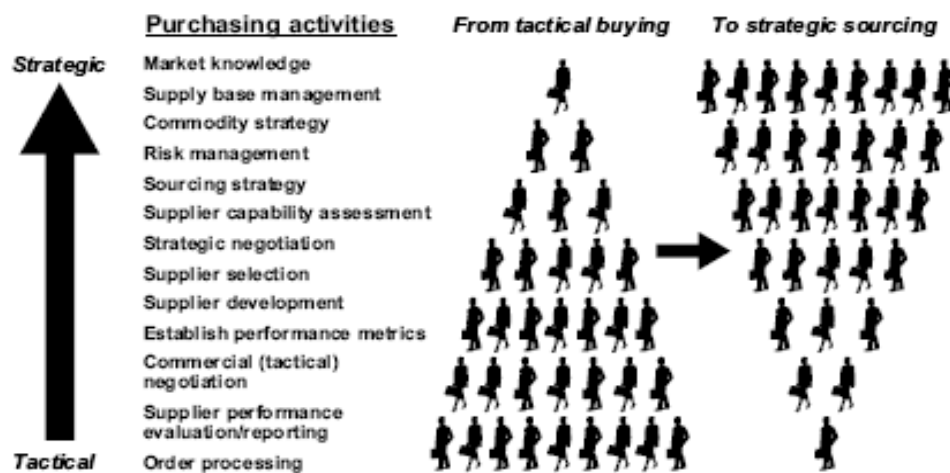 Purchasing activities
From tactical buying
To strategic sourcing
Strategic
Market knowledge
Supply base management
Commodity strategy
Risk management
Sourcing strategy
Supplier capability assessment
Strategic negotiation
Supplier selection
Supplier development
Establish performance metrics
Commercial (tactical)
negotiation
Supplier performance
evaluation/reporting
Tactical
Order processing